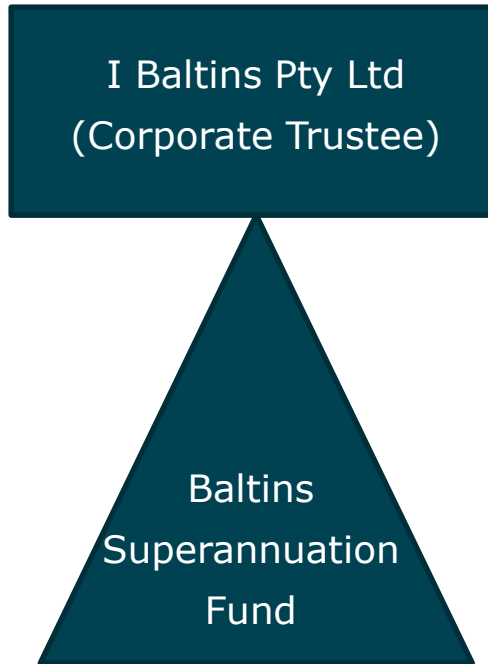 I Baltins Pty Ltd
(Corporate Trustee)
Baltins
Superannuation
Fund